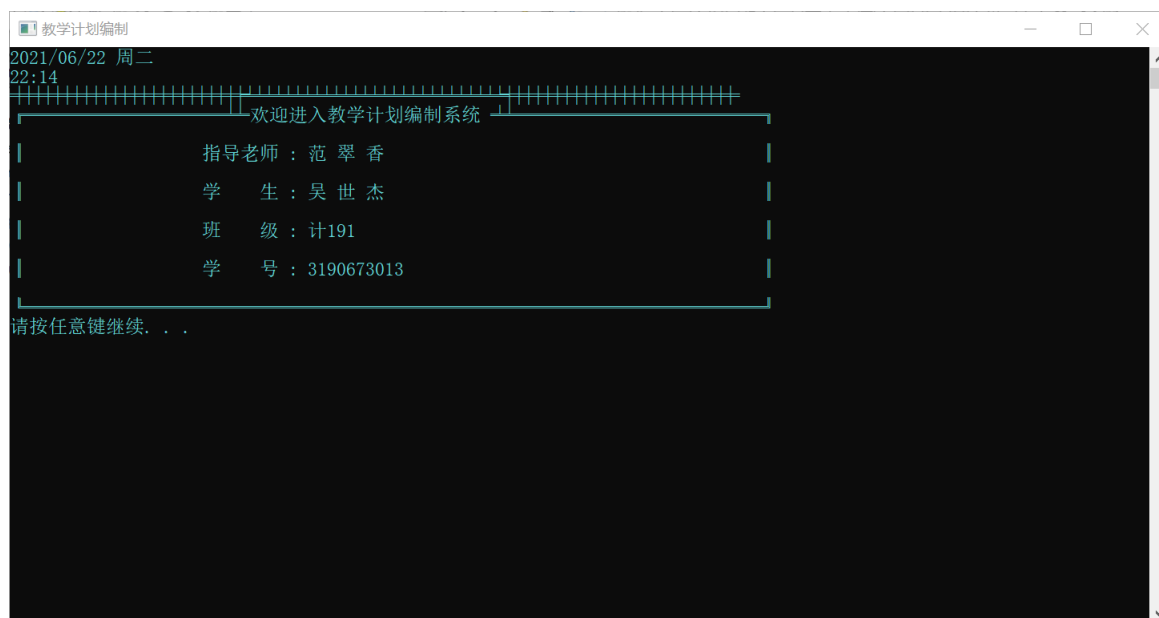 教学计划编制
2021/06/22 周二
22:14
欢迎进入教学计划编制系统
指导老师 : 范 翠 香
学    生 : 吴 世 杰
班    级 : 计191
学    号 : 3190673013
请按任意键继续. . .